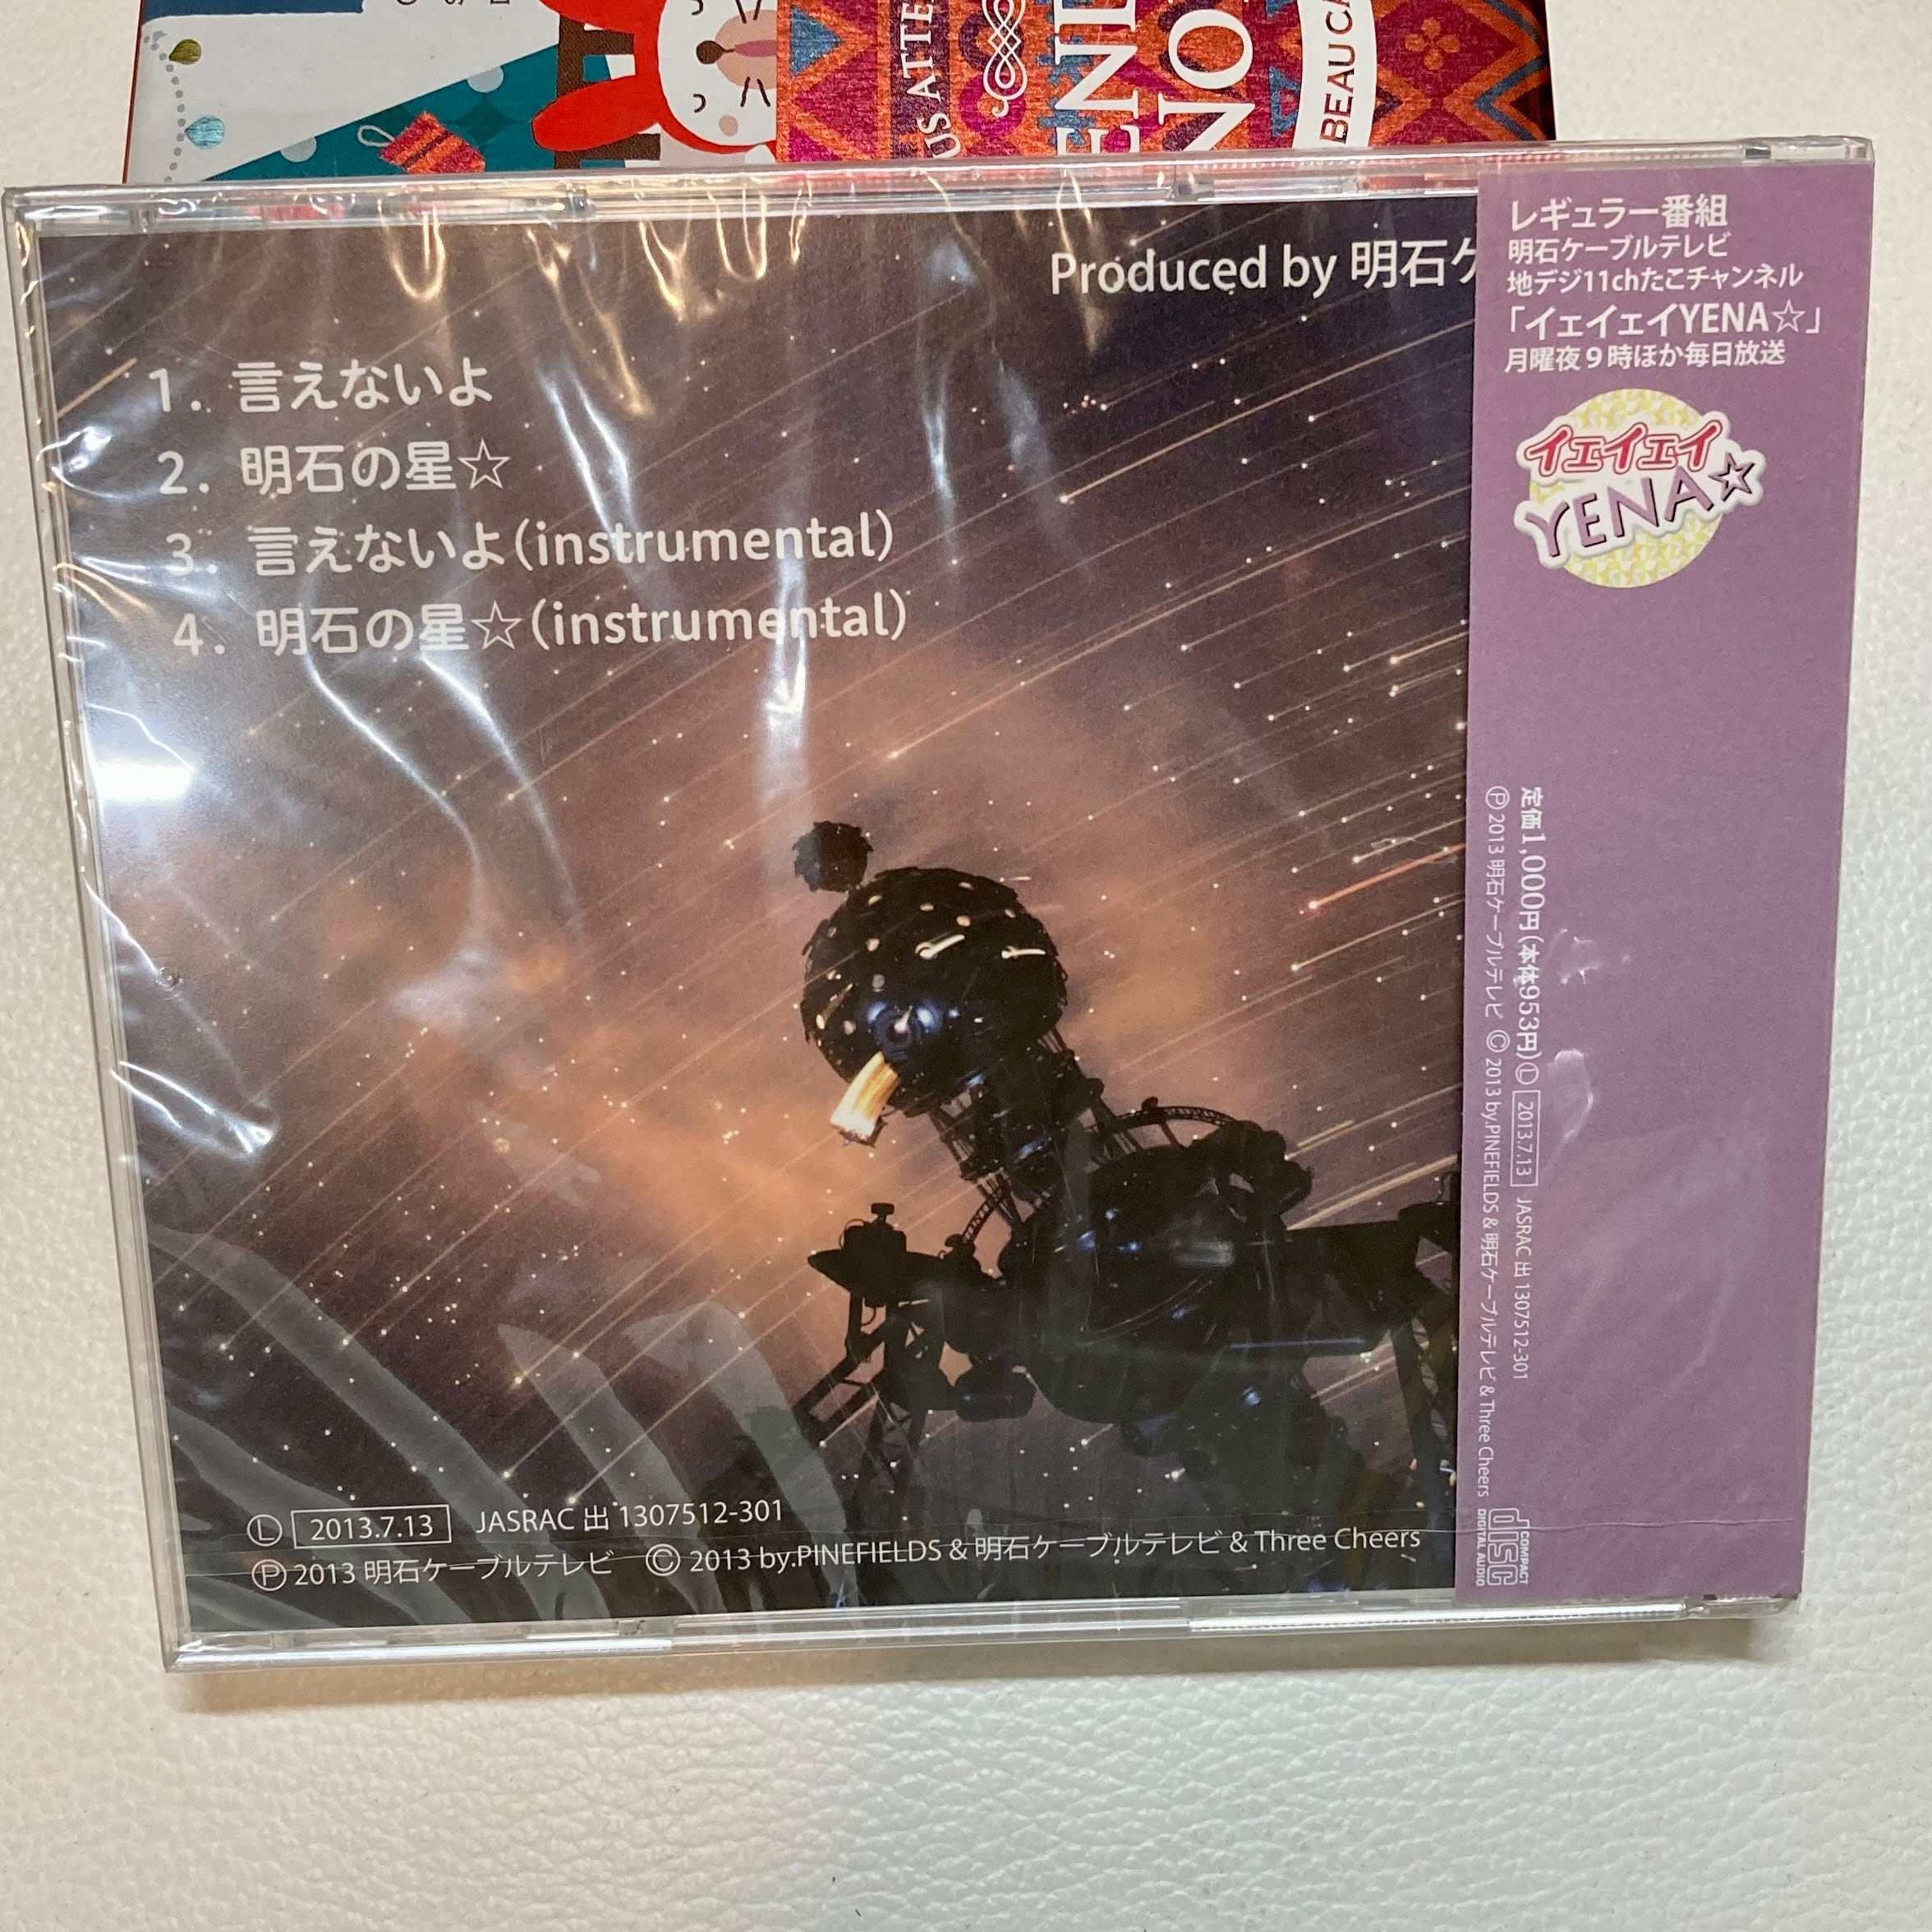 US ATTE
ENE
NO
BEAU CA
Produced by 明石ケ
1. 言えないよ
2. 明石の星☆
3. 言えないよ(instrumental)
4. 明石の星☆(instrumental)
Ⓛ 2013.7.13 JASRAC 出 1307512-301
Ⓟ 2013 明石ケーブルテレビ © 2013 by.PINEFIELDS & 明石ケーブルテレビ & Three Cheers
レギュラー番組
明石ケーブルテレビ
地デジ11chたこチャンネル
「イェイェイYENA☆」
月曜夜9時ほか毎日放送
イェイェイ
YENA☆
定価1,000円(本体953円) Ⓛ 2013.7.13 JASRAC 出 1307512-301
Ⓟ 2013 明石ケーブルテレビ © 2013 by.PINEFIELDS & 明石ケーブルテレビ & Three Cheers
COMPACT
disc
DIGITAL AUDIO